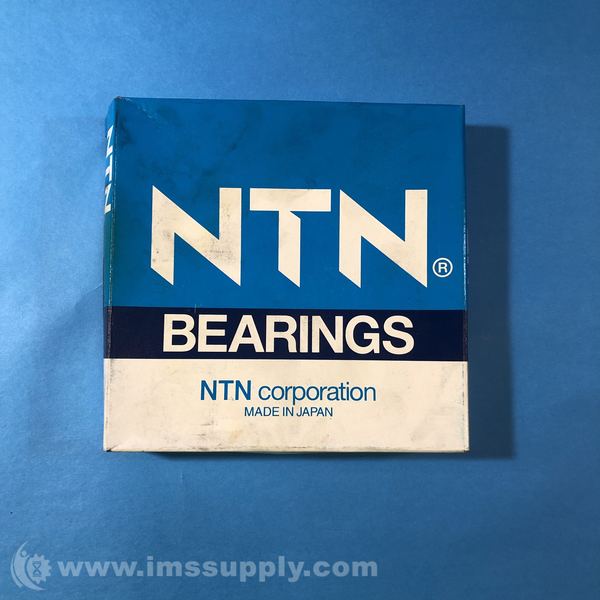 NTN
NTN®
BEARINGS
NTN corporation
MADE IN JAPAN
www.imssupply.com